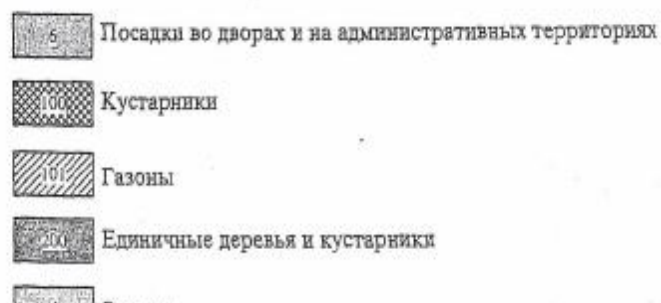 6 Посадки во дворах и на административных территориях
100 Кустарники
101 Газоны
200 Единичные деревья и кустарники